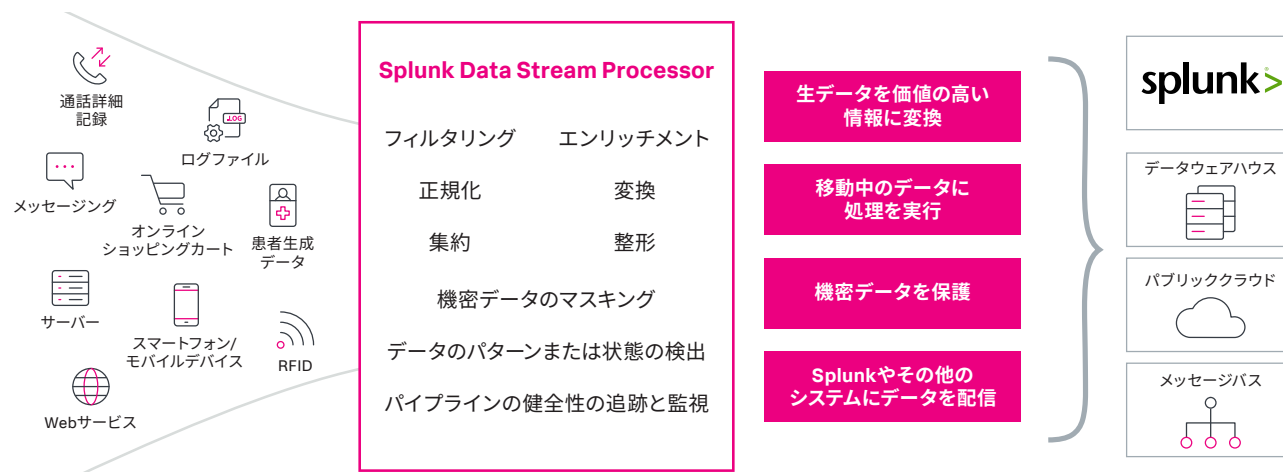 通話詳細
記録
LOG
ログファイル
メッセージング
オンライン
ショッピングカート
患者生成
データ
サーバー
スマートフォン/
モバイルデバイス
RFID
Webサービス
Splunk Data Stream Processor
フィルタリング
エンリッチメント
正規化
変換
集約
整形
機密データのマスキング
データのパターンまたは状態の検出
パイプラインの健全性の追跡と監視
生データを価値の高い
情報に変換
移動中のデータに
処理を実行
機密データを保護
Splunkやその他の
システムにデータを配信
splunk>
データウェアハウス
パブリッククラウド
メッセージバス